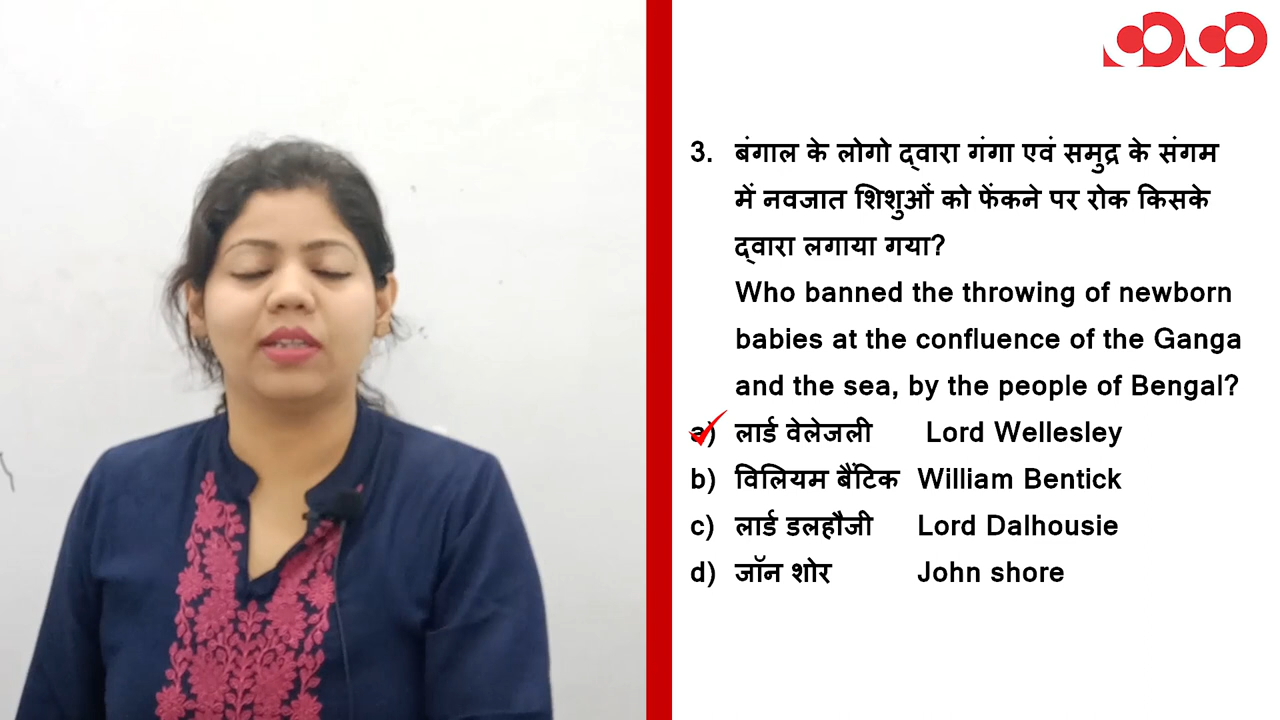 3. बंगाल के लोगो द्वारा गंगा एवं समुद्र के संगम
में नवजात शिशुओं को फेंकने पर रोक किसके
द्वारा लगाया गया?
Who banned the throwing of newborn
babies at the confluence of the Ganga
and the sea, by the people of Bengal?
a) लार्ड वेलेजली Lord Wellesley
b) विलियम बैंटिक William Bentick
c) लार्ड डलहौजी Lord Dalhousie
d) जॉन शोर John shore